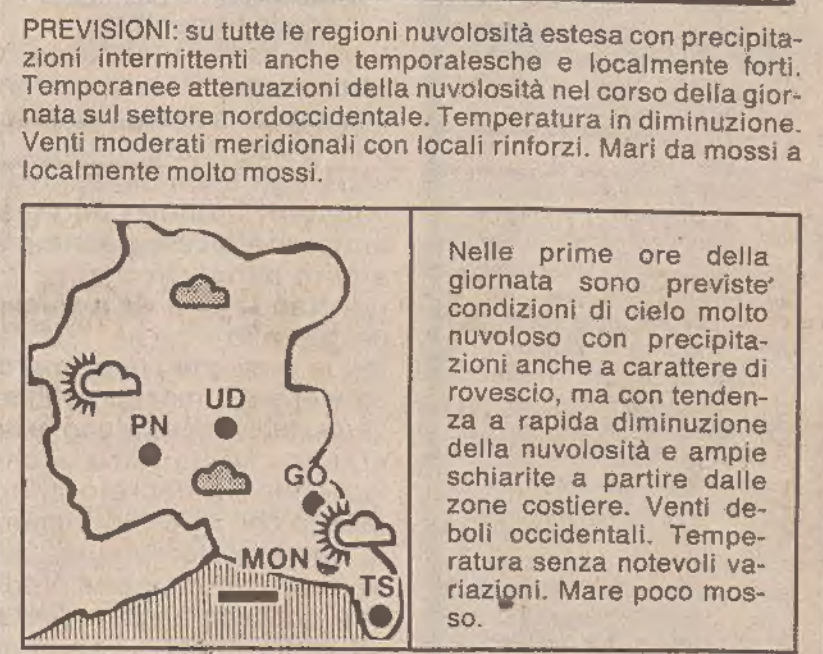 PREVISIONI: su tutte le regioni nuvolosità estesa con precipita-
zioni intermittenti anche temporalesche e localmente forti.
Temporanee attenuazioni della nuvolosità nel corso della gior-
nata sul settore nordoccidentale. Temperatura in diminuzione.
Venti moderati meridionali con locali rinforzi. Mari da mossi a
localmente molto mossi.
UD
PN
GO
MON
TS
Nelle prime ore della
giornata sono previste
condizioni di cielo molto
nuvoloso con precipita-
zioni anche a carattere di
rovescio, ma con tenden-
za a rapida diminuzione
della nuvolosità e ampie
schiarite a partire dalle
zone costiere. Venti de-
boli occidentali. Tempe-
ratura senza notevoli va-
riazioni. Mare poco mos-
so.